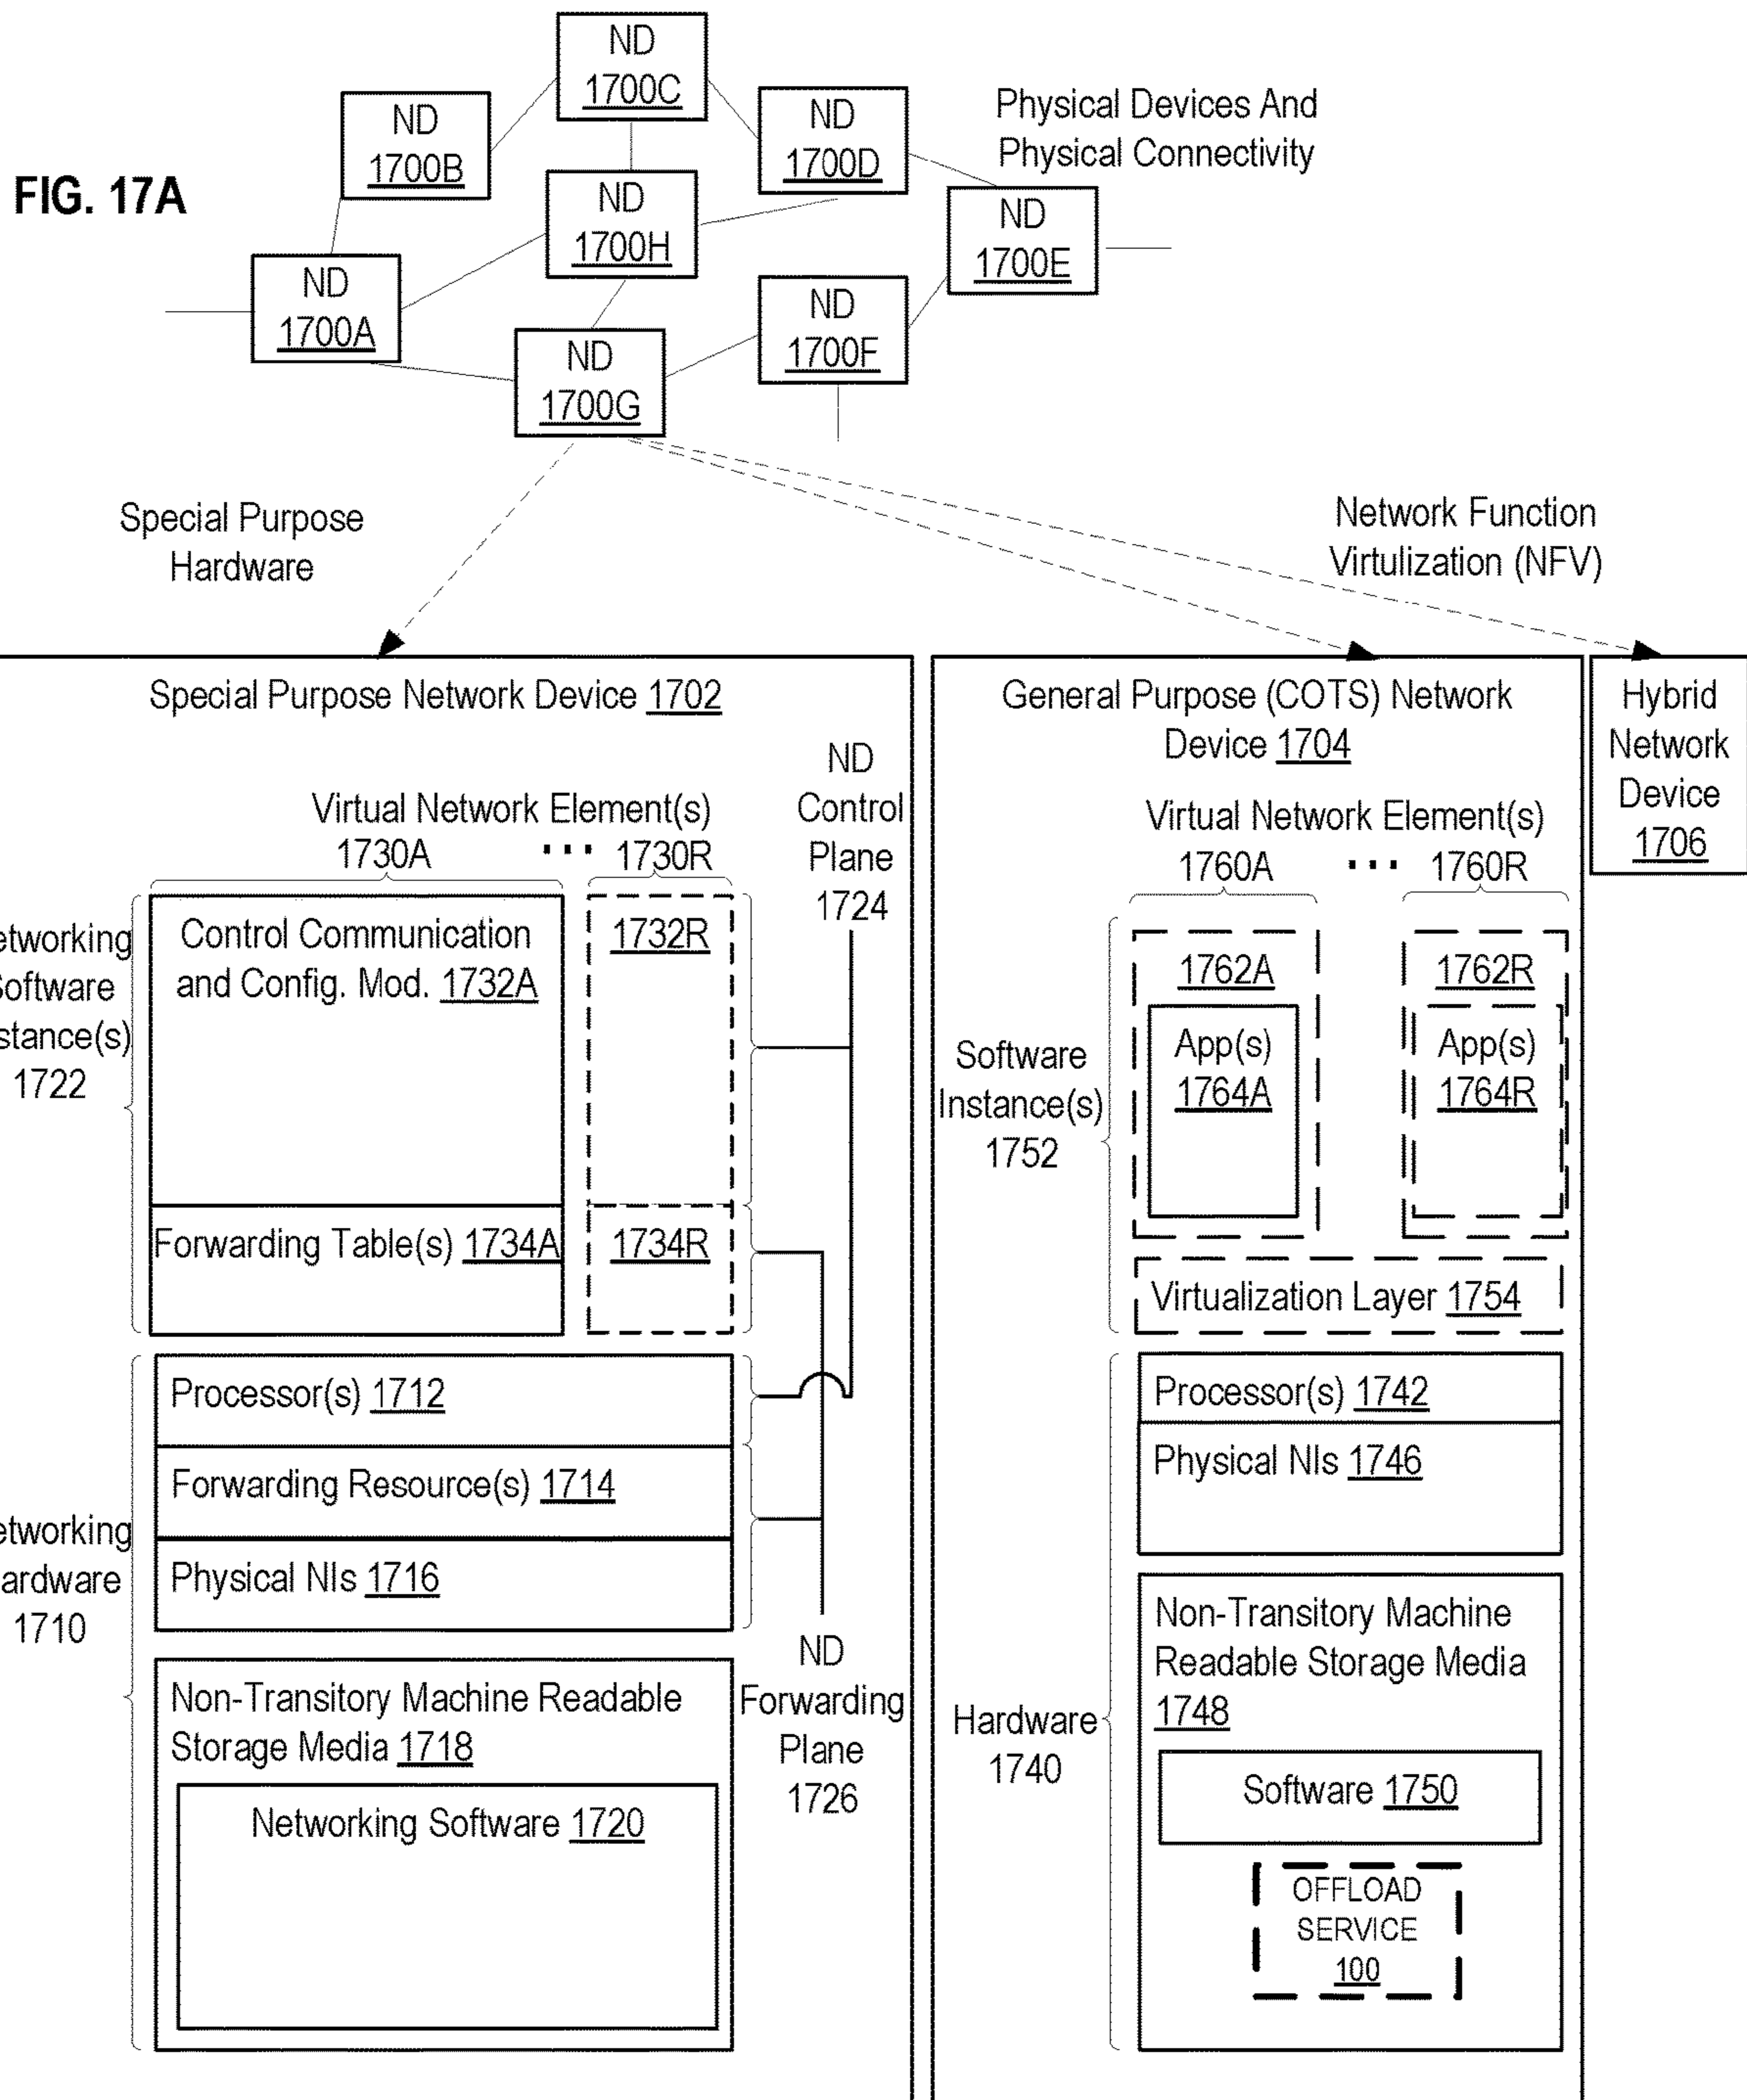 ND
1700C
ND
1700B
ND
1700D
Physical Devices And
Physical Connectivity
FIG. 17A
ND
1700H
ND
1700E
ND
1700A
ND
1700F
ND
1700G
Special Purpose
Hardware
Network Function
Virtulization (NFV)
Special Purpose Network Device 1702
ND
Control
Plane
1724
Virtual Network Element(s)
1730A ... 1730R
etworking
Software
stance(s)
1722
Control Communication
and Config. Mod. 1732A
1732R
Forwarding Table(s) 1734A
1734R
etworking
ardware
1710
Processor(s) 1712
Forwarding Resource(s) 1714
Physical NIs 1716
ND
Forwarding
Plane
1726
Non-Transitory Machine Readable
Storage Media 1718
Networking Software 1720
General Purpose (COTS) Network
Device 1704
Virtual Network Element(s)
1760A ... 1760R
Software
Instance(s)
1752
1762A
App(s)
1764A
1762R
App(s)
1764R
Virtualization Layer 1754
Hardware
1740
Processor(s) 1742
Physical NIs 1746
Non-Transitory Machine
Readable Storage Media
1748
Software 1750
OFFLOAD
SERVICE
100
Hybrid
Network
Device
1706